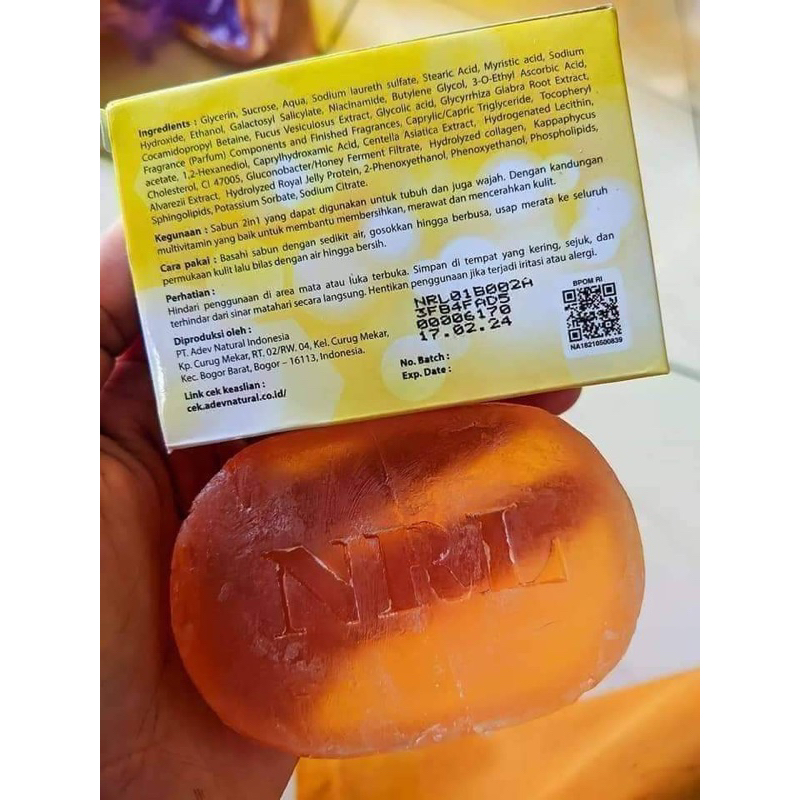 Ingredients : Glycerin, Sucrose, Aqua, Sodium laureth sulfate, Stearic Acid, Myristic acid, Sodium
Hydroxide, Ethanol, Galactosyl Salicylate, Niacinamide, Butylene Glycol, 3-O-Ethyl Ascorbic Acid,
Cocamidopropyl Betaine, Fucus Vesiculosus Extract, Glycolic acid, Glycyrrhiza Glabra Root Extract,
Fragrance (Parfum) Components and Finished Fragrances, Caprylic/Capric Triglyceride, Tocopheryl
acetate, 1,2-Hexanediol, Caprylhydroxamic Acid, Centella Asiatica Extract, Hydrogenated Lecithin,
Cholesterol, CI 47005, Gluconobacter/Honey Ferment Filtrate, Hydrolyzed collagen, Kappaphycus
Alvarezii Extract, Hydrolyzed Royal Jelly Protein, 2-Phenoxyethanol, Phenoxyethanol, Phospholipids,
Sphingolipids, Potassium Sorbate, Sodium Citrate.
Kegunaan : Sabun 2in1 yang dapat digunakan untuk tubuh dan juga wajah. Dengan kandungan
multivitamin yang baik untuk membantu membersihkan, merawat dan mencerahkan kulit.
Cara pakai : Basahi sabun dengan sedikit air, gosokkan hingga berbusa, usap merata ke seluruh
permukaan kulit lalu bilas dengan air hingga bersih.
Perhatian :
Hindari penggunaan di area mata atau luka terbuka. Simpan di tempat yang kering, sejuk, dan
terhindar dari sinar matahari secara langsung. Hentikan penggunaan jika terjadi iritasi atau alergi.
Diproduksi oleh :
PT. Adev Natural Indonesia
Kp. Curug Mekar, RT. 02/RW. 04, Kel. Curug Mekar,
Kec. Bogor Barat, Bogor – 16113, Indonesia.
Link cek keaslian :
cek.adevnatural.co.id/
NRL01B002A
3FB4FAD5
00006170
17.02.24
No. Batch :
Exp. Date :
BPOM RI
NA18210500839
NRL